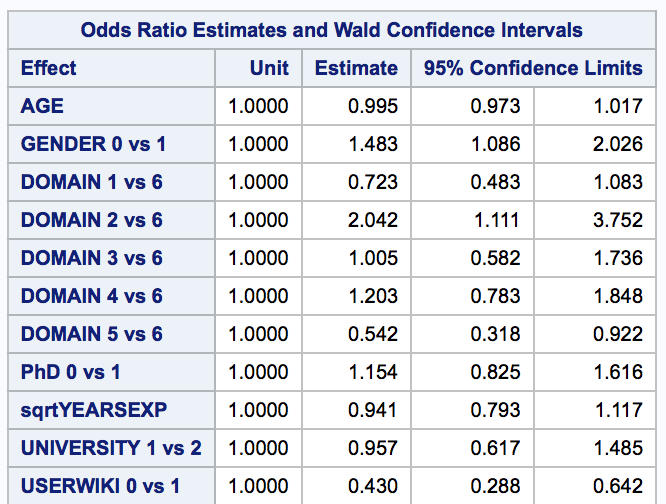 Odds Ratio Estimates and Wald Confidence Intervals
Effect Unit Estimate 95% Confidence Limits
AGE 1.0000 0.995 0.973 1.017
GENDER 0 vs 1 1.0000 1.483 1.086 2.026
DOMAIN 1 vs 6 1.0000 0.723 0.483 1.083
DOMAIN 2 vs 6 1.0000 2.042 1.111 3.752
DOMAIN 3 vs 6 1.0000 1.005 0.582 1.736
DOMAIN 4 vs 6 1.0000 1.203 0.783 1.848
DOMAIN 5 vs 6 1.0000 0.542 0.318 0.922
PhD 0 vs 1 1.0000 1.154 0.825 1.616
sqrtYEARSEXP 1.0000 0.941 0.793 1.117
UNIVERSITY 1 vs 2 1.0000 0.957 0.617 1.485
USERWIKI 0 vs 1 1.0000 0.430 0.288 0.642